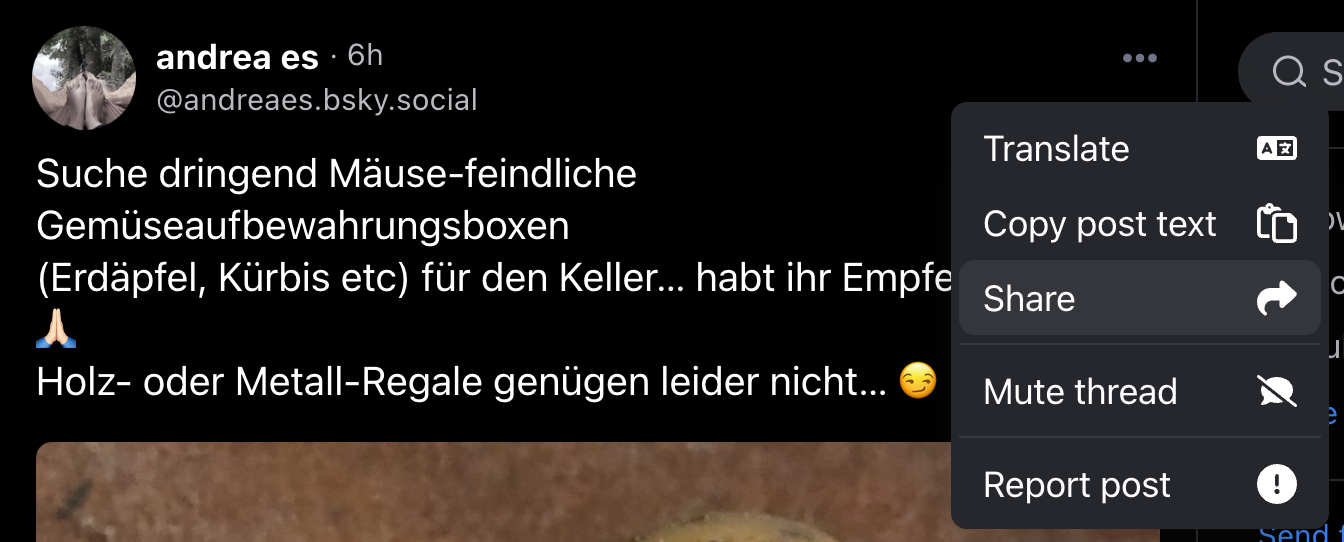 andrea es · 6h
@andreaes.bsky.social
Suche dringend Mäuse-feindliche
Gemüseaufbewahrungsboxen
(Erdäpfel, Kürbis etc) für den Keller... habt ihr
🙏🏻
Holz- oder Metall-Regale genügen leider nicht... 😏
Translate
Copy post text
Share
Mute thread
Report post
Send